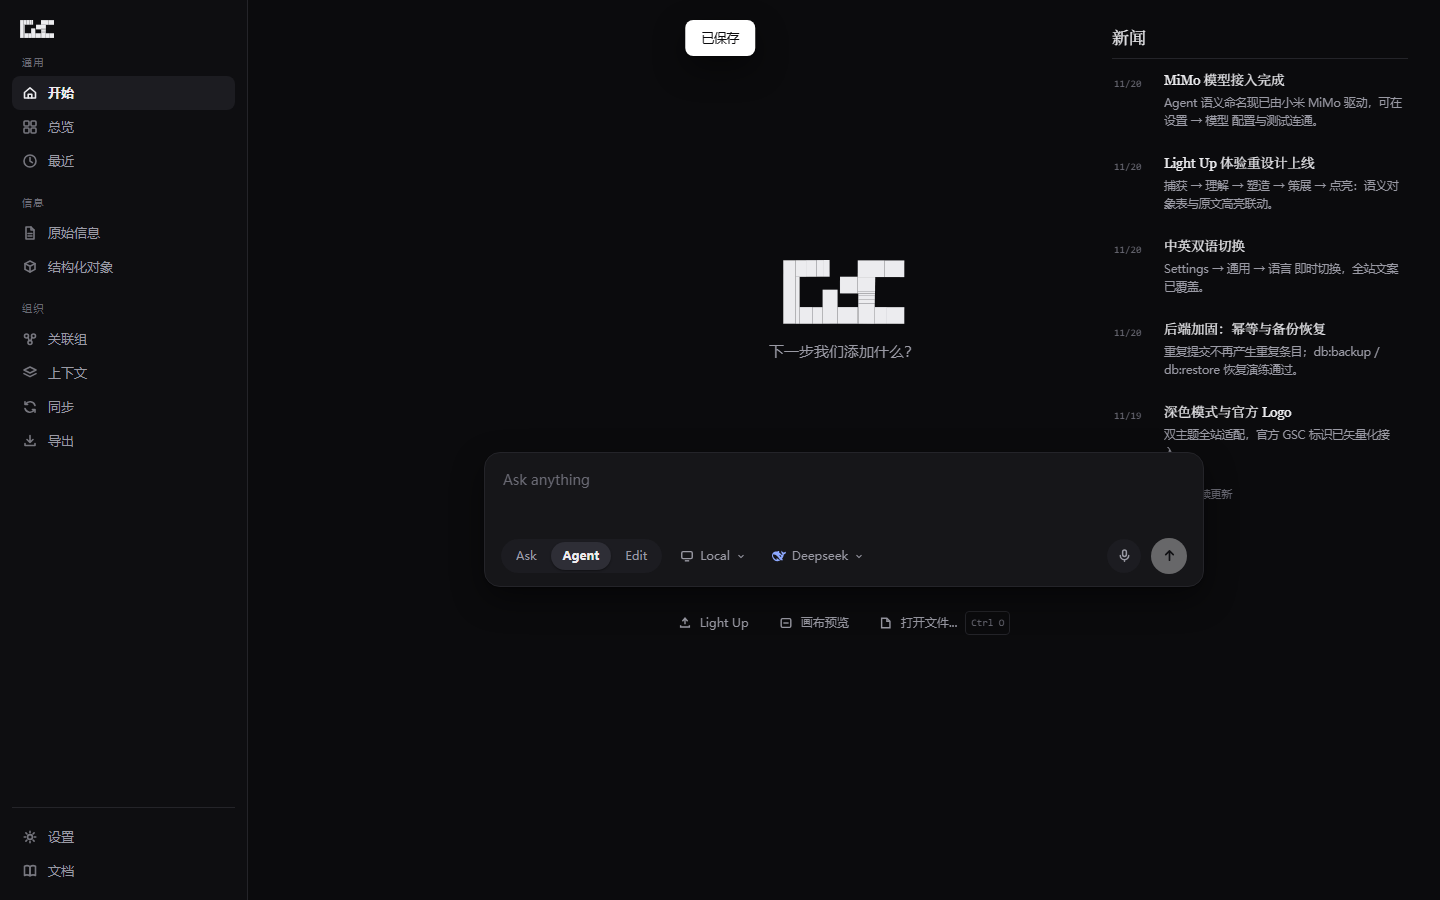 通用
开始
总览
最近
信息
原始信息
结构化对象
组织
关联组
上下文
同步
导出
设置
文档
已保存
下一步我们添加什么？
Ask anything
Ask
Agent
Edit
Local
Deepseek
Light Up
画布预览
打开文件...
Ctrl O
新闻
11/20
MiMo 模型接入完成
Agent 语义命名现已由小米 MiMo 驱动，可在
设置 → 模型 配置与测试连通。
11/20
Light Up 体验重设计上线
捕获 → 理解 → 塑造 → 策展 → 点亮：语义对
象表与原文高亮联动。
11/20
中英双语切换
Settings → 通用 → 语言 即时切换，全站文案
已覆盖。
11/20
后端加固：幂等与备份恢复
重复提交不再产生重复条目；db:backup /
db:restore 恢复演练通过。
11/19
深色模式与官方 Logo
双主题全站适配，官方 GSC 标识已矢量化接
更新